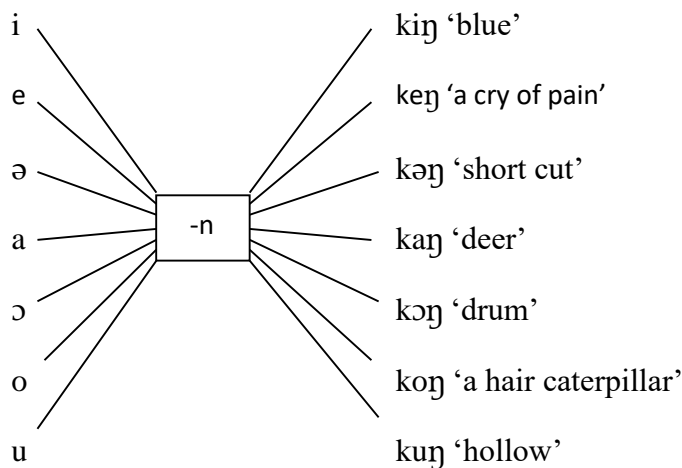 i kiŋ ‘blue’
e keŋ ‘a cry of pain’
ə kəŋ ‘short cut’
-n
a kaŋ ‘deer’
ɔ kɔŋ ‘drum’
o koŋ ‘a hair caterpillar’
u kuŋ ‘hollow’